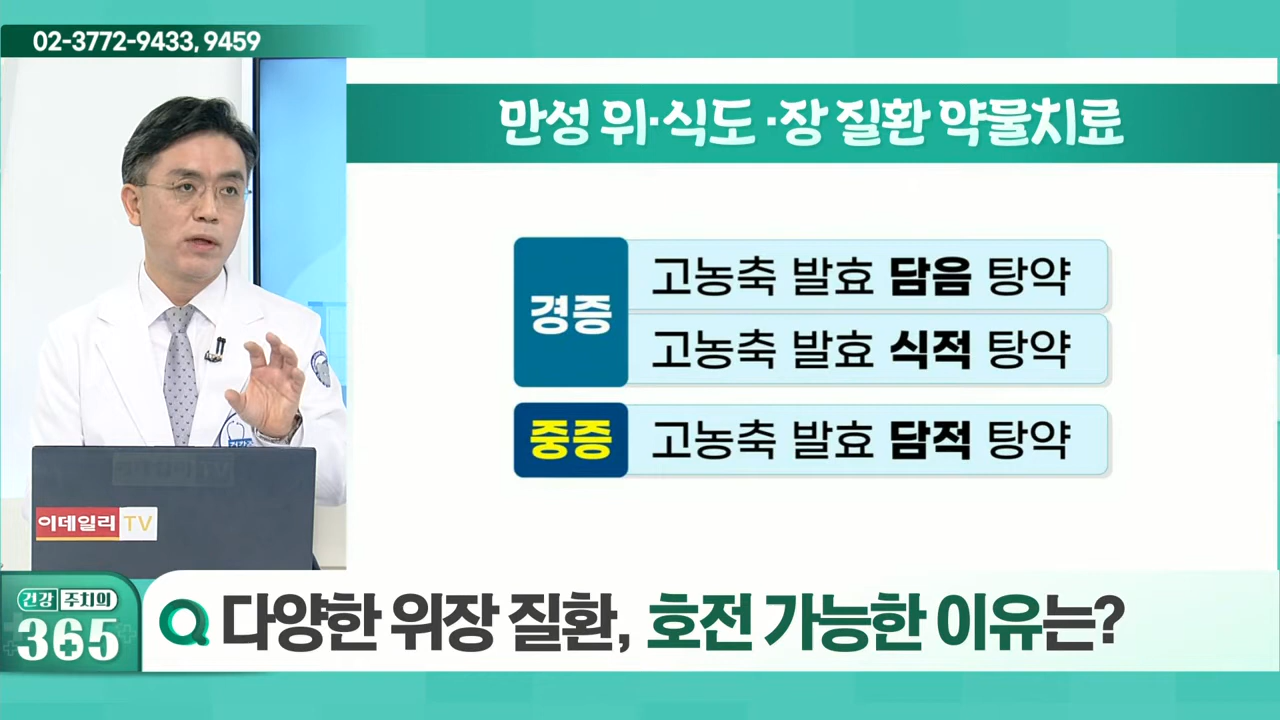 02-3772-9433, 9459
만성 위·식도·장 질환 약물치료
경증
고농축 발효 담음 탕약
고농축 발효 식적 탕약
중증
고농축 발효 담적 탕약
이데일리 TV
건강 주치의
365
Q 다양한 위장 질환, 호전 가능한 이유는?